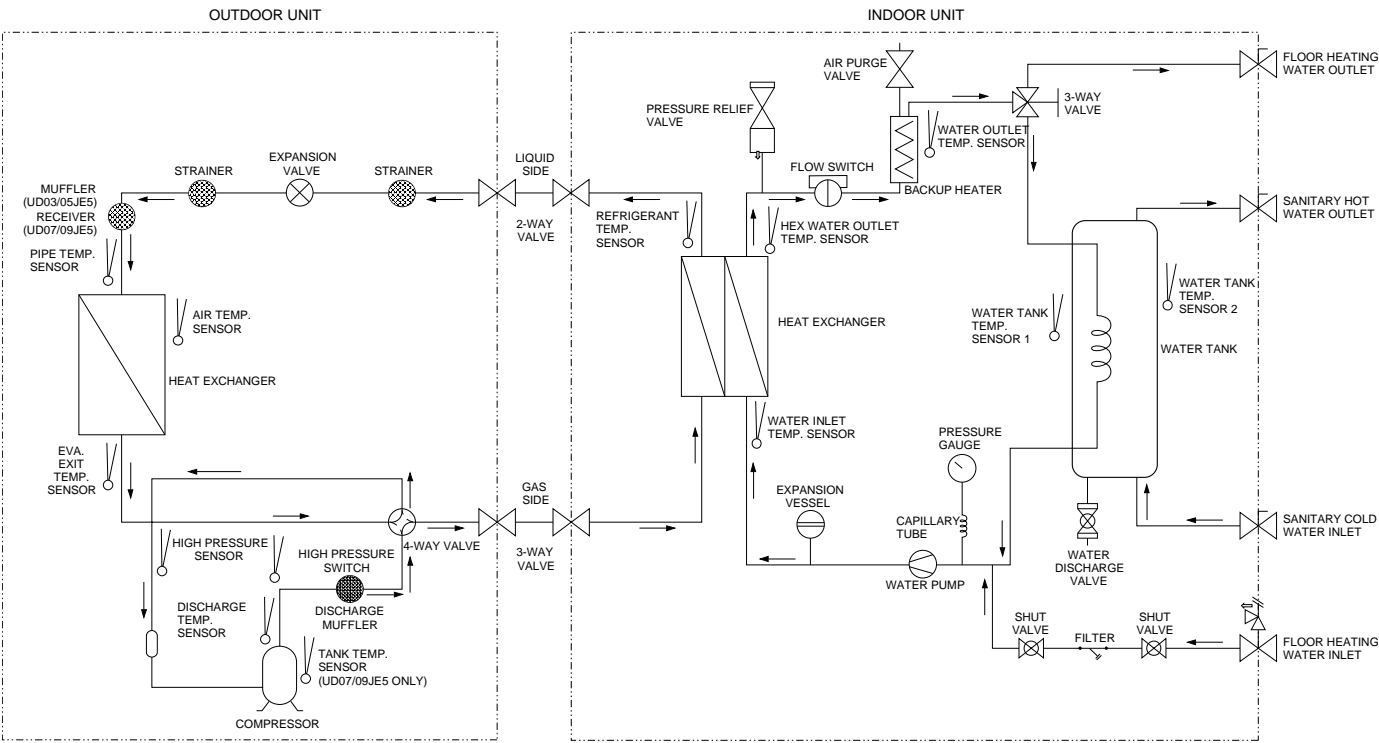 OUTDOOR UNIT
INDOOR UNIT
STRAINER
EXPANSION
VALVE
STRAINER
MUFFLER
(UD03/05JE5)
RECEIVER
(UD07/09JE5)
PIPE TEMP.
SENSOR
AIR TEMP.
SENSOR
HEAT EXCHANGER
EVA.
EXIT
TEMP.
SENSOR
HIGH PRESSURE
SENSOR
HIGH PRESSURE
SWITCH
4-WAY VALVE
DISCHARGE
TEMP.
SENSOR
DISCHARGE
MUFFLER
TANK TEMP.
SENSOR
(UD07/09JE5 ONLY)
COMPRESSOR
LIQUID
SIDE
2-WAY
VALVE
GAS
SIDE
3-WAY
VALVE
PRESSURE RELIEF
VALVE
AIR PURGE
VALVE
3-WAY
VALVE
WATER OUTLET
TEMP. SENSOR
FLOW SWITCH
BACKUP HEATER
REFRIGERANT
TEMP.
SENSOR
HEX WATER OUTLET
TEMP. SENSOR
HEAT EXCHANGER
WATER INLET
TEMP. SENSOR
WATER TANK
TEMP.
SENSOR 1
WATER TANK
TEMP.
SENSOR 2
WATER TANK
PRESSURE
GAUGE
EXPANSION
VESSEL
CAPILLARY
TUBE
WATER PUMP
WATER
DISCHARGE
VALVE
SHUT
VALVE
FILTER
SHUT
VALVE
FLOOR HEATING
WATER OUTLET
SANITARY HOT
WATER OUTLET
SANITARY COLD
WATER INLET
FLOOR HEATING
WATER INLET